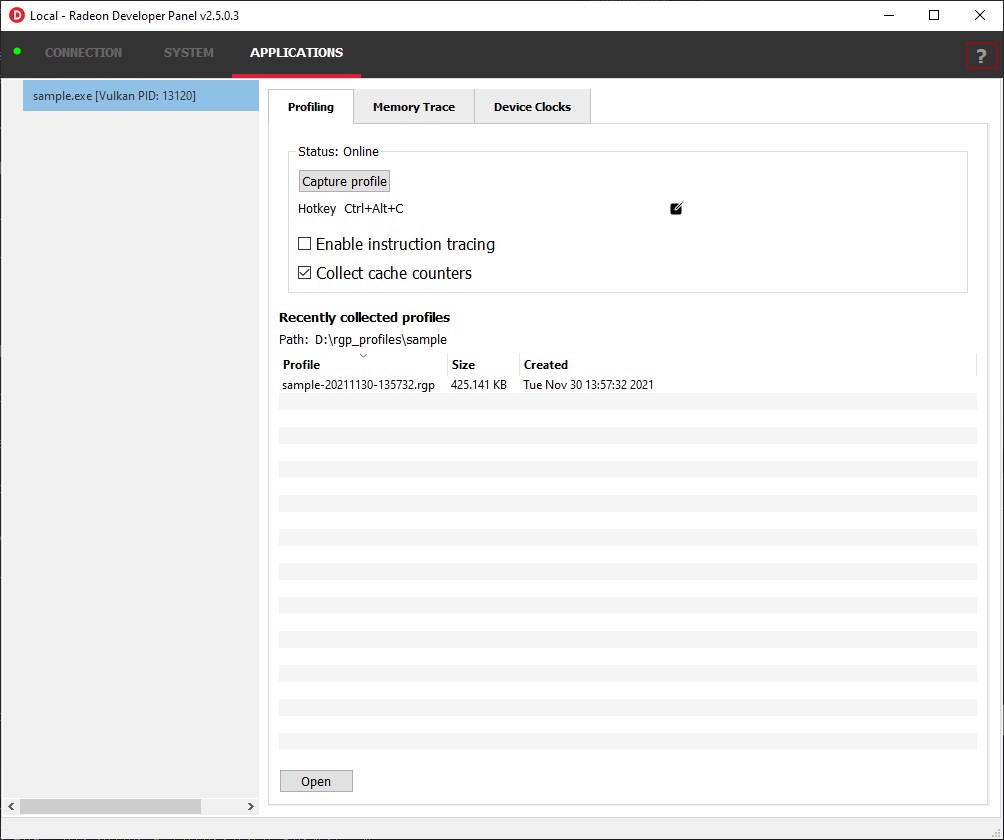 D Local - Radeon Developer Panel v2.5.0.3
CONNECTION SYSTEM APPLICATIONS ?
sample.exe [Vulkan PID: 13120]
Profiling Memory Trace Device Clocks
Status: Online
Capture profile
Hotkey Ctrl+Alt+C
Enable instruction tracing
Collect cache counters
Recently collected profiles
Path: D:\rgp_profiles\sample
Profile Size Created
sample-20211130-135732.rgp 425.141 KB Tue Nov 30 13:57:32 2021
Open